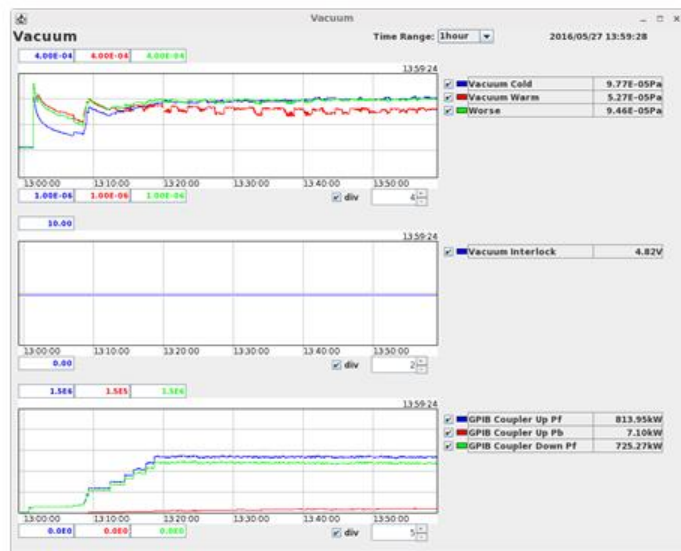 Vacuum
Vacuum
Time Range: 1hour 2016/05/27 13:59:28
4.00E-04 4.00E-04 4.00E-04
13:59:24
Vacuum Cold 9.77E-05Pa
Vacuum Warm 5.27E-05Pa
Worse 9.46E-05Pa
13:00:00 13:10:00 13:20:00 13:30:00 13:40:00 13:50:00
1.00E-06 1.00E-06 1.00E-06 div 4
10.00
13:59:24
Vacuum Interlock 4.82V
13:00:00 13:10:00 13:20:00 13:30:00 13:40:00 13:50:00
0.00 div 2
1.5E6 1.5E5 1.5E6
13:59:24
GPIB Coupler Up Pf 813.95kW
GPIB Coupler Up Pb 7.10kW
GPIB Coupler Down Pf 725.27kW
13:00:00 13:10:00 13:20:00 13:30:00 13:40:00 13:50:00
0.0E0 0.0E0 0.0E0 div 5